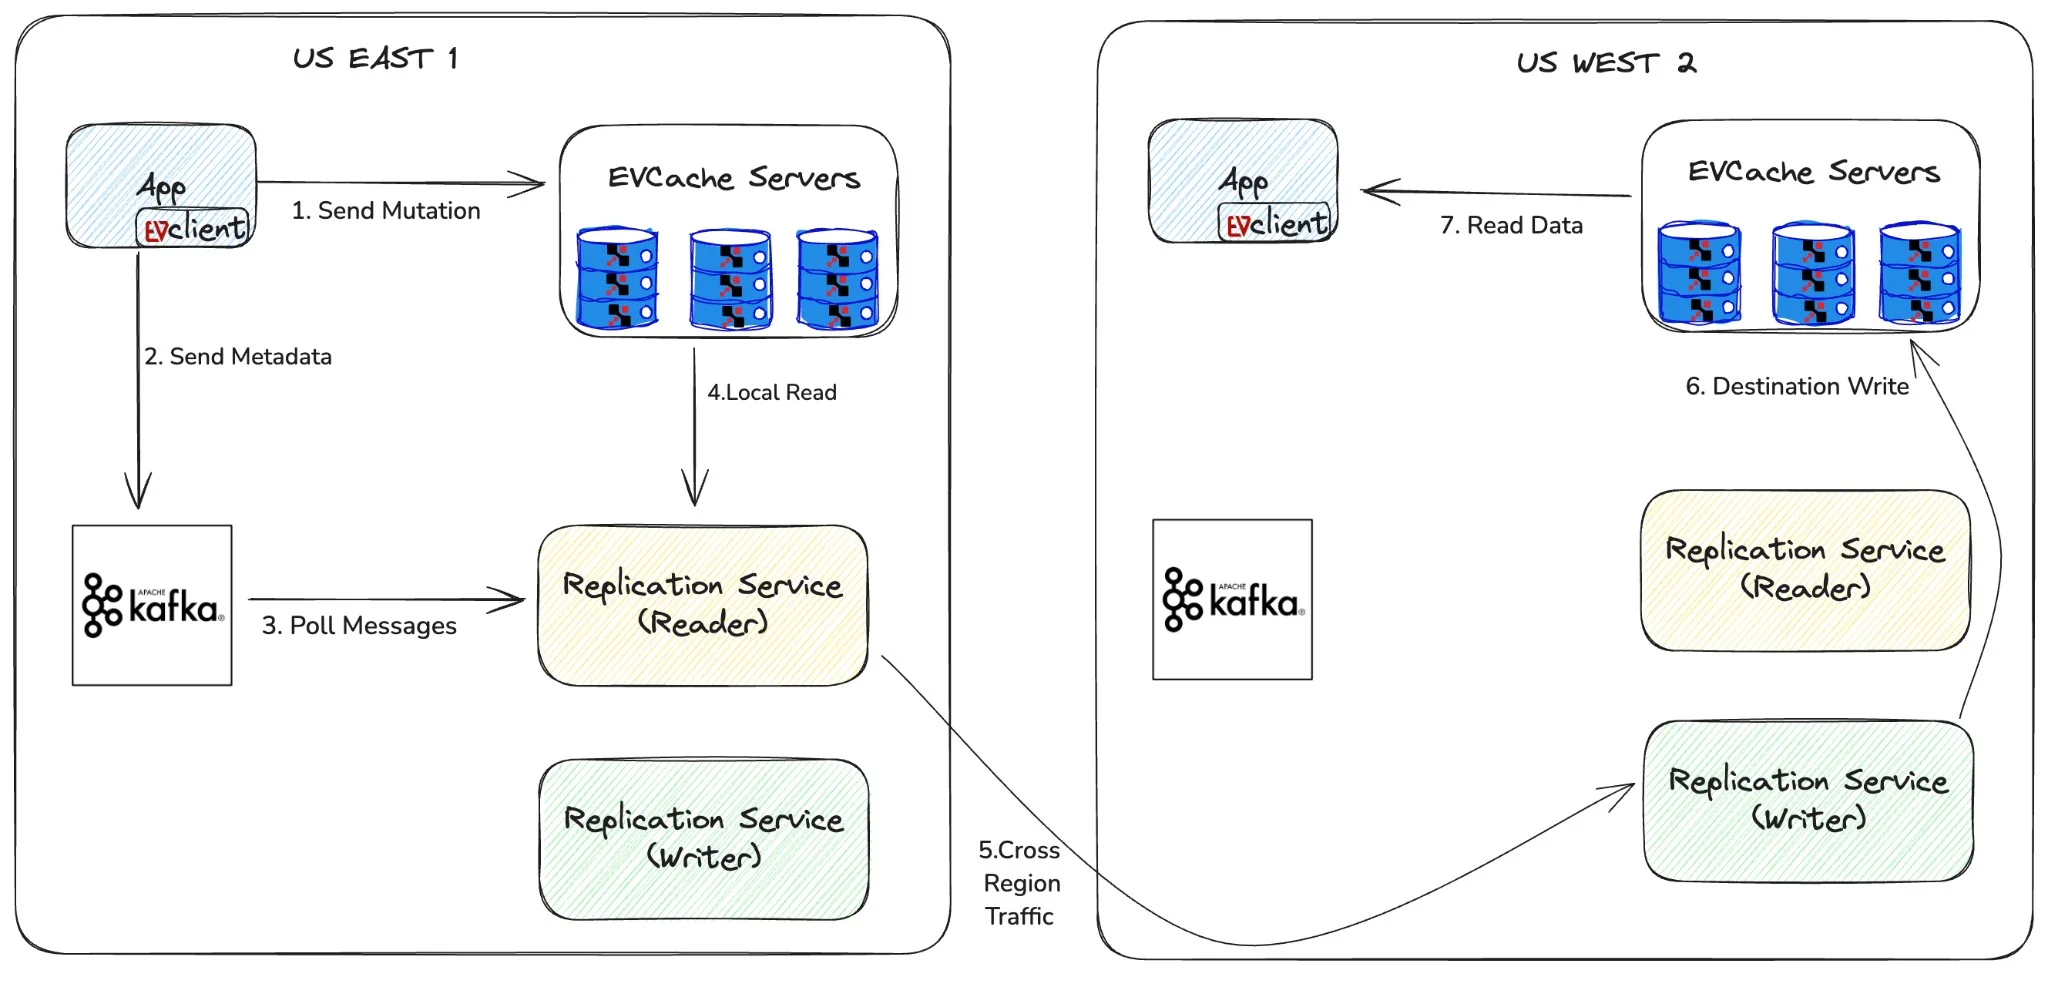 US EAST 1
App
EVclient
1. Send Mutation
EVCache Servers
2. Send Metadata
4.Local Read
APACHE
kafka®
3. Poll Messages
Replication Service
(Reader)
Replication Service
(Writer)
5.Cross
Region
Traffic
US WEST 2
App
EVclient
7. Read Data
EVCache Servers
6. Destination Write
APACHE
kafka®
Replication Service
(Reader)
Replication Service
(Writer)